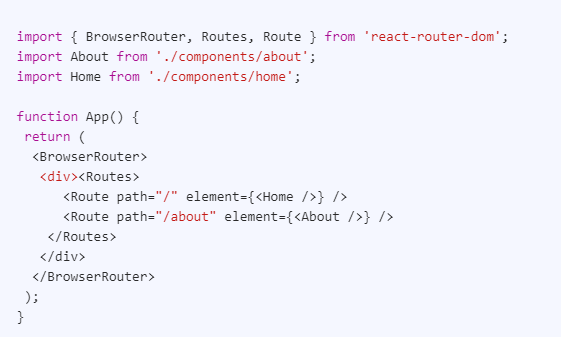 import { BrowserRouter, Routes, Route } from 'react-router-dom';
import About from './components/about';
import Home from './components/home';

function App() {
 return (
  <BrowserRouter>
   <div><Routes>
      <Route path="/" element={<Home />} />
      <Route path="/about" element={<About />} />
    </Routes>
   </div>
  </BrowserRouter>
 );
}